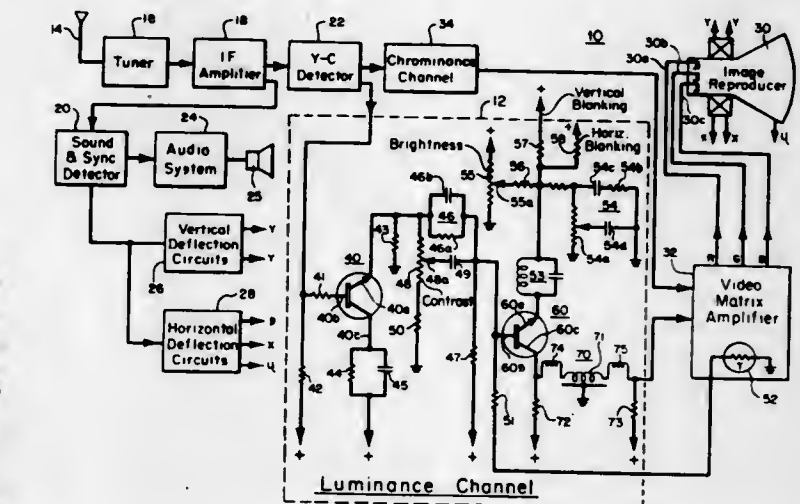 14
18
Tuner
18
IF
Amplifier
22
Y-C
Detector
34
Chrominance
Channel
10
30
30a
30b
30c
Image
Reproducer
Y Y
X X
U
20
Sound
& Sync
Detector
24
Audio
System
25
Vertical
Deflection
Circuits
26
Y
Y
28
Horizontal
Deflection
Circuits
X
U
12
Vertical
Blanking
Horiz.
Blanking
Brightness
55
55a
56
57
58
54
54a
54b
54c
54d
46b
46
46a
43
49
48
48a
Contrast
50
40
40a
40b
40c
41
42
44
45
47
53
60
60a
60c
60b
51
74
70
71
75
72
73
R
G
B
32
Video
Matrix
Amplifier
T
52
+ + + + +
Luminance Channel